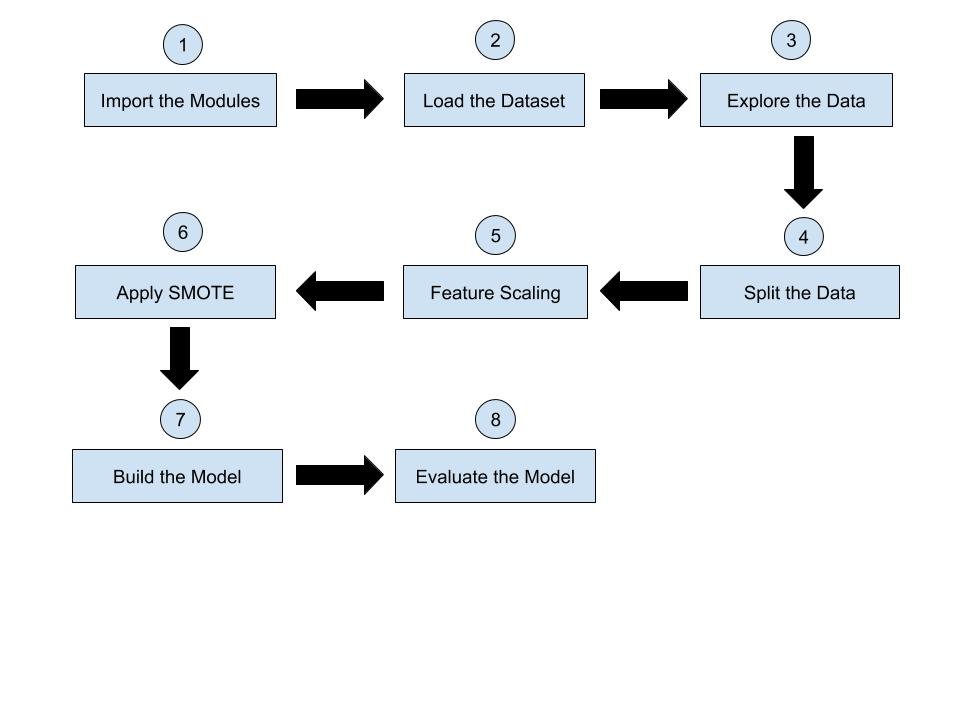 1
Import the Modules
2
Load the Dataset
3
Explore the Data
4
Split the Data
5
Feature Scaling
6
Apply SMOTE
7
Build the Model
8
Evaluate the Model